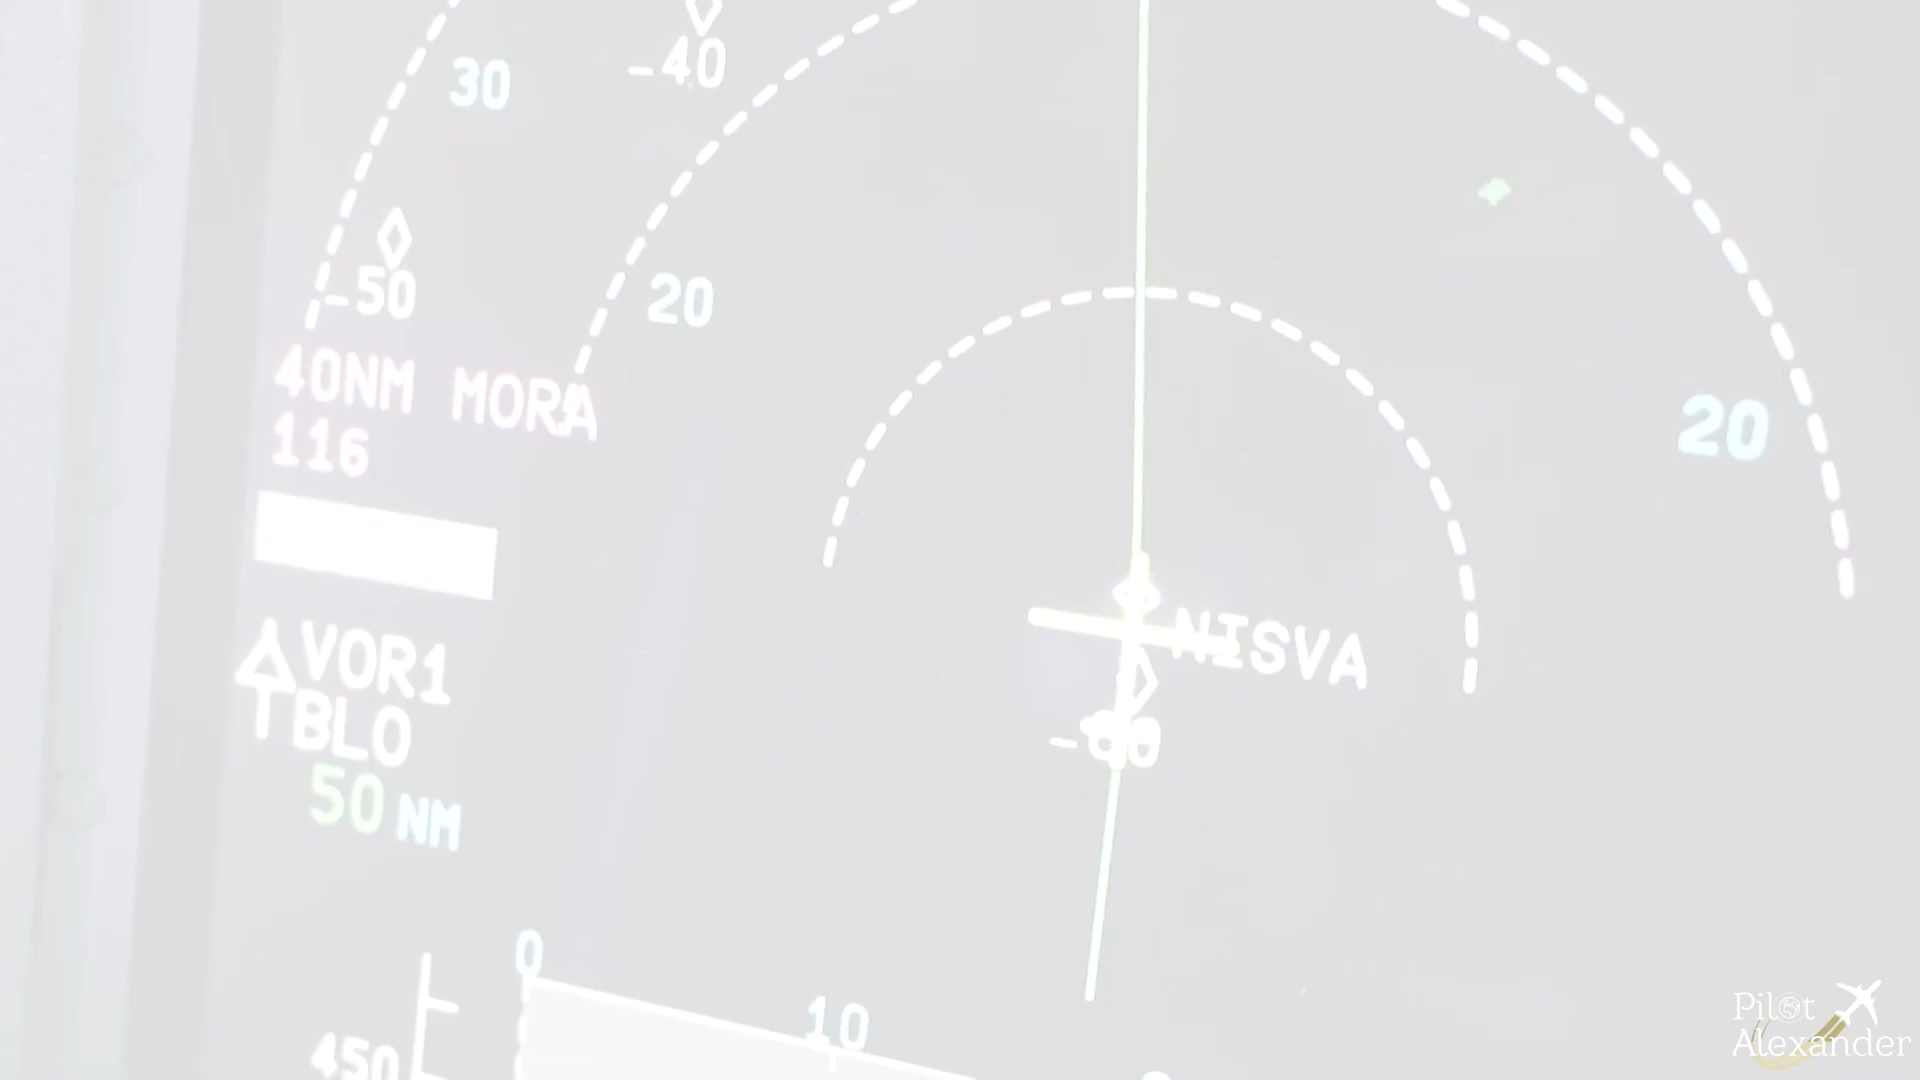 30
-40
-50
20
40NM MORA
116
20
NISVA
VOR1
BLO
50 NM
0
10
450
Pilot
Alexander